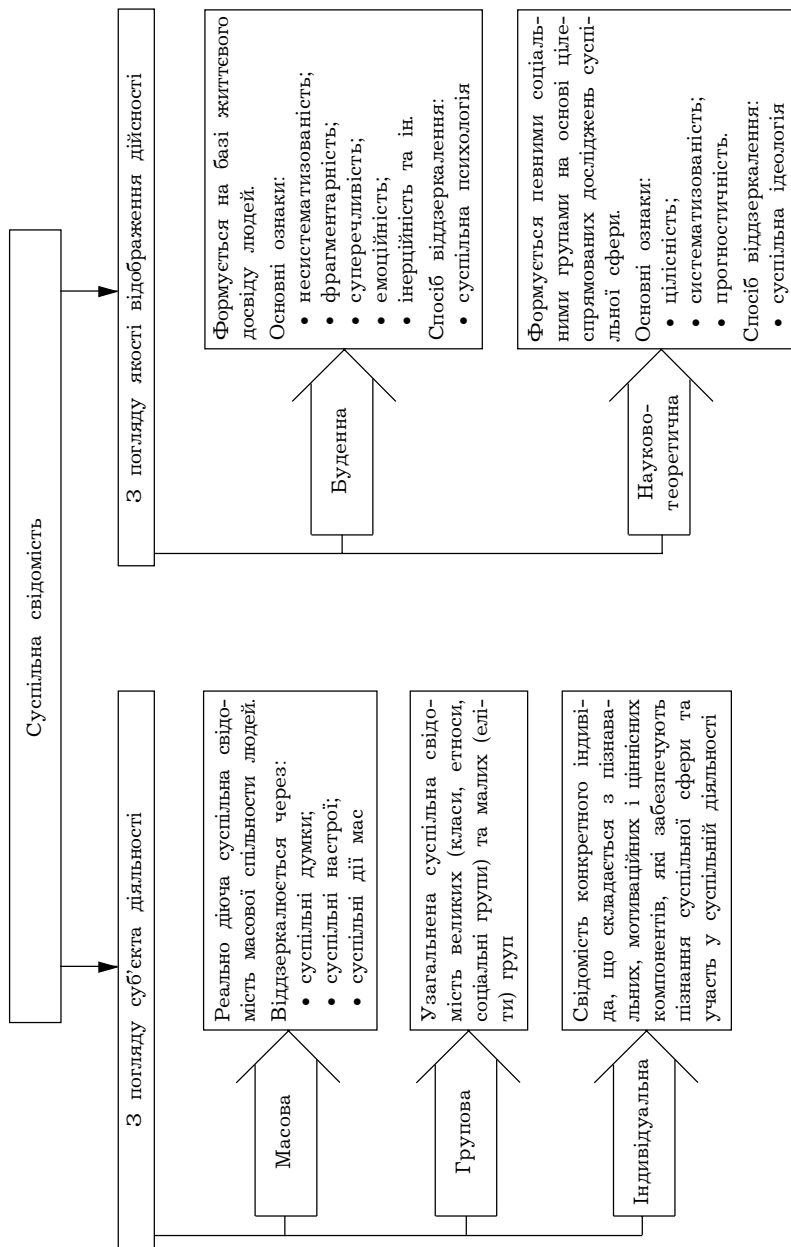 Суспільна свідомість
З погляду суб’єкта діяльності
Масова
Реально діюча суспільна свідо-
мість масової спільности людей.
Віддзеркалюється через:
• суспільні думки;
• суспільні настрої;
• суспільні дії мас
Групова
Узагальнена суспільна свідо-
мість великих (класи, етноси,
соціальні групи) та малих (елі-
ти) груп
Індивідуальна
Свідомість конкретного індиві-
да, що складається з пізнава-
льних, мотиваційних і ціннісних
компонентів, які забезпечують
пізнання суспільної сфери та
участь у суспільній діяльності
З погляду якості відображення дійсності
Буденна
Формується на базі життєвого
досвіду людей.
Основні ознаки:
• несистематизованість;
• фрагментарність;
• суперечливість;
• емоційність;
• інерційність та ін.
Спосіб віддзеркалення:
• суспільна психологія
Науково-
теоретична
Формується певними соціаль-
ними групами на основі ціле-
спрямованих досліджень суспі-
льної сфери.
Основні ознаки:
• цілісність;
• систематизованість;
• прогностичність.
Спосіб віддзеркалення:
• суспільна ідеологія